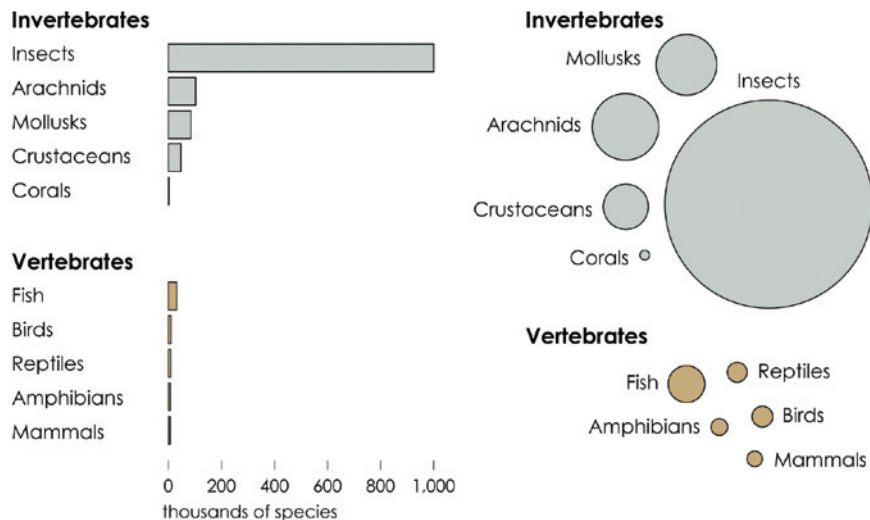 Invertebrates
Insects
Arachnids
Mollusks
Crustaceans
Corals
Vertebrates
Fish
Birds
Reptiles
Amphibians
Mammals
0 200 400 600 800 1,000
thousands of species
Invertebrates
Mollusks
Insects
Arachnids
Crustaceans
Corals
Vertebrates
Fish
Reptiles
Amphibians
Birds
Mammals